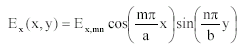 E_x(x,y) = E_x,mn cos(mπ/a x) sin(nπ/b y)